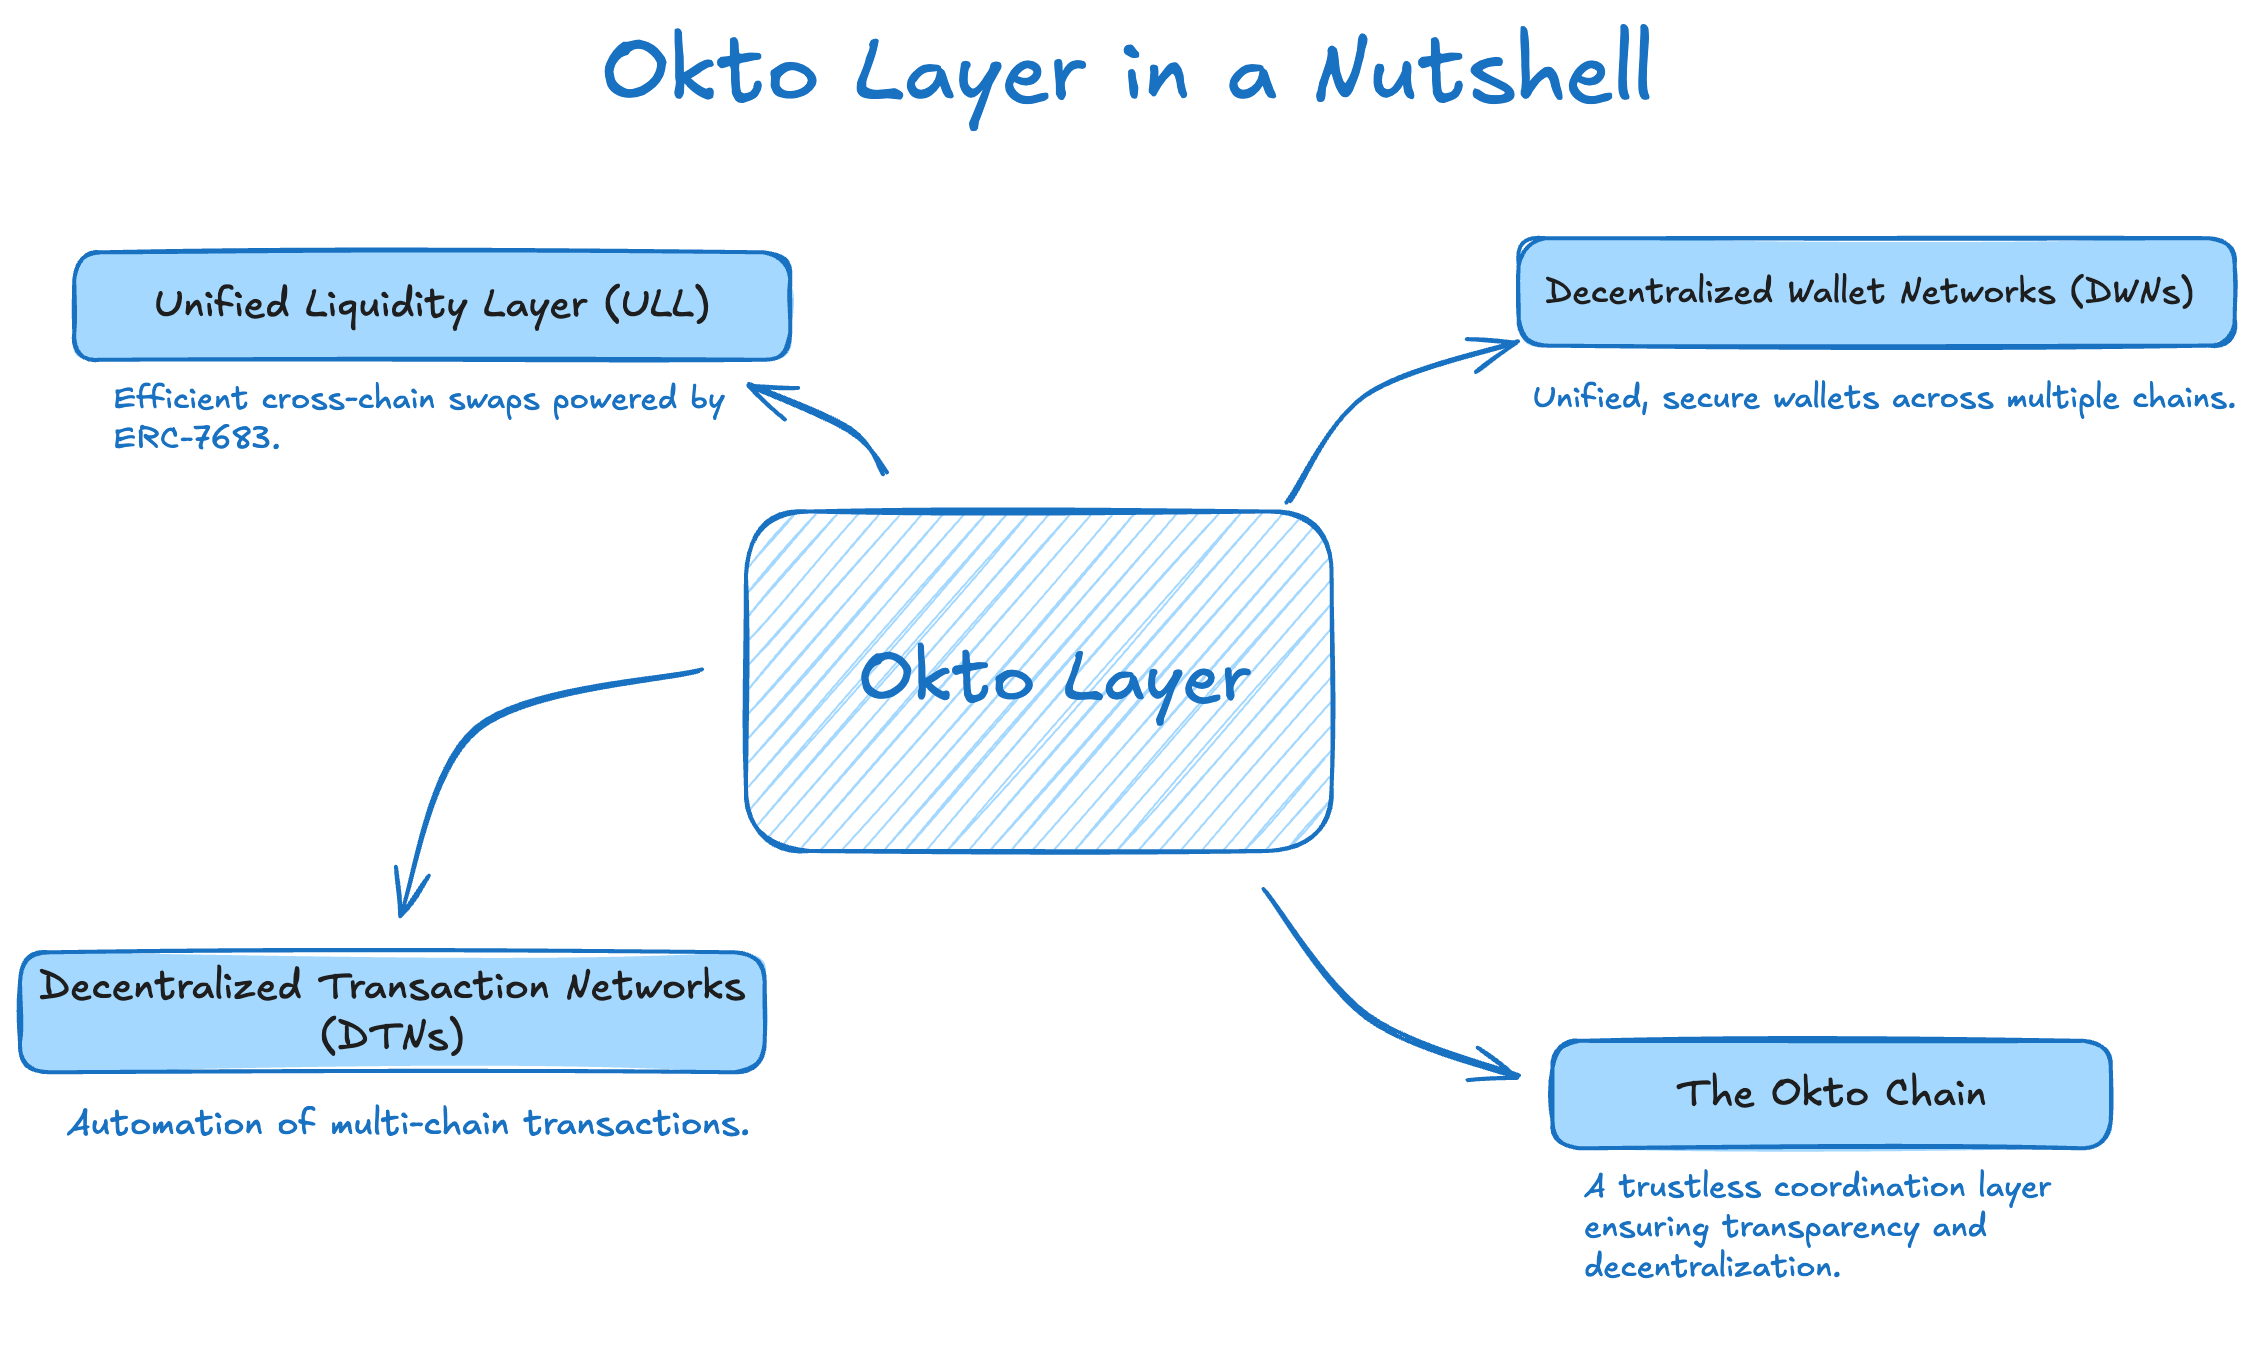 Okto Layer in a Nutshell
Unified Liquidity Layer (ULL)
Efficient cross-chain swaps powered by
ERC-7683.
Decentralized Wallet Networks (DWNs)
Unified, secure wallets across multiple chains.
Okto Layer
Decentralized Transaction Networks
(DTNs)
Automation of multi-chain transactions.
The Okto Chain
A trustless coordination layer
ensuring transparency and
decentralization.